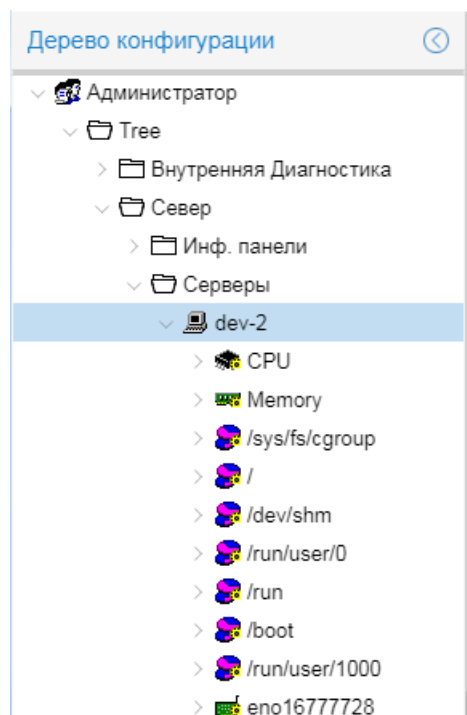 Дерево конфигурации
Администратор
Tree
Внутренняя Диагностика
Север
Инф. панели
Серверы
dev-2
CPU
Memory
/sys/fs/cgroup
/
/dev/shm
/run/user/0
/run
/boot
/run/user/1000
eno16777728